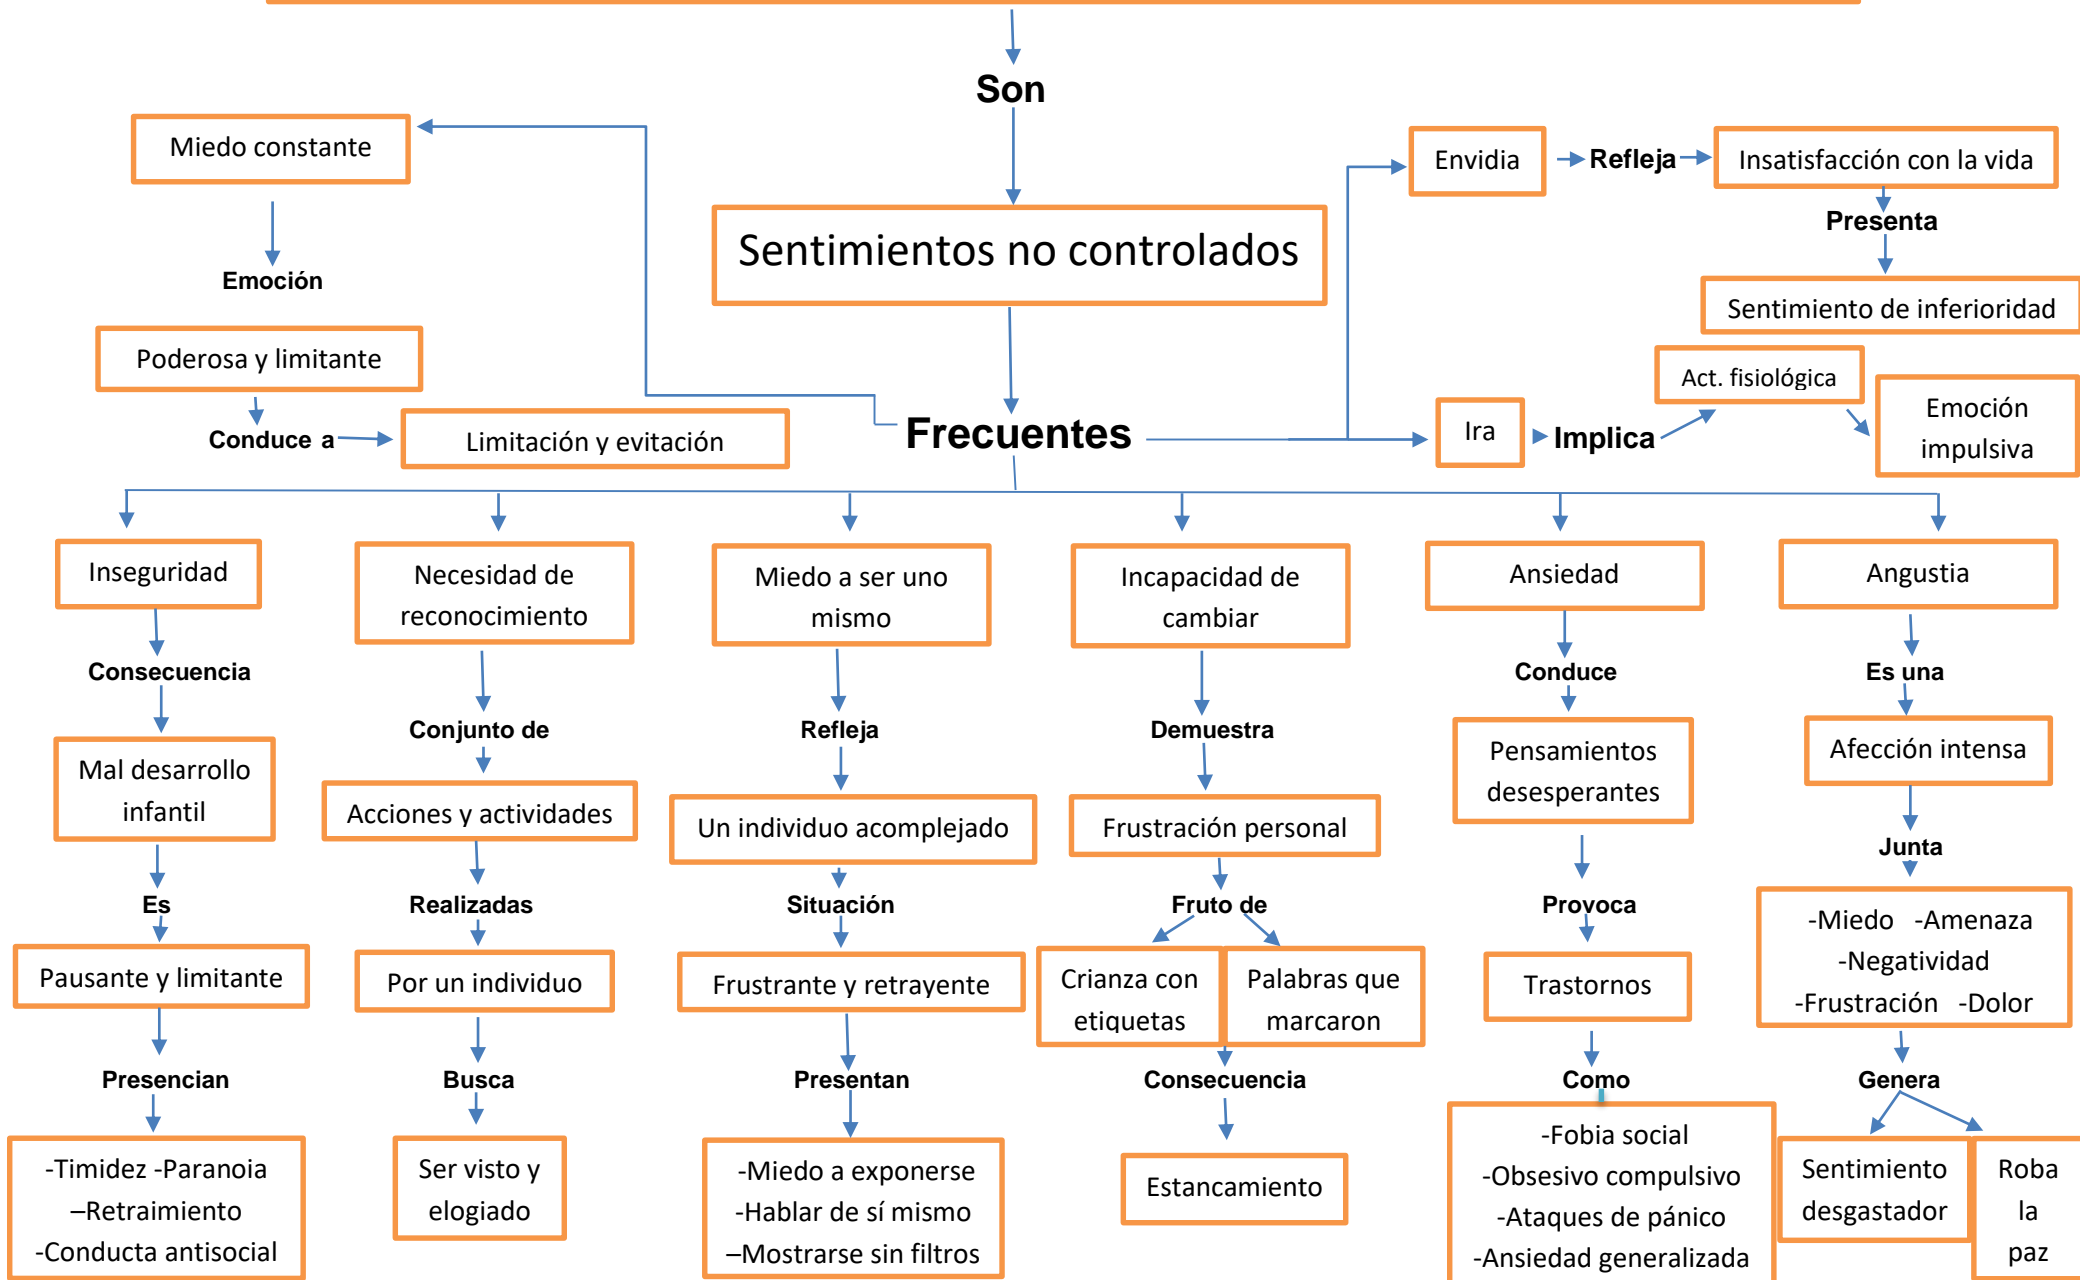 Son
Miedo constante
Emoción
Poderosa y limitante
Conduce a
Limitación y evitación
Sentimientos no controlados
Frecuentes
Envidia
Refleja
Insatisfacción con la vida
Presenta
Sentimiento de inferioridad
Ira
Implica
Act. fisiológica
Emoción
impulsiva
Inseguridad
Consecuencia
Mal desarrollo
infantil
Es
Pausante y limitante
Presencian
-Timidez -Paranoia
–Retraimiento
-Conducta antisocial
Necesidad de
reconocimiento
Conjunto de
Acciones y actividades
Realizadas
Por un individuo
Busca
Ser visto y
elogiado
Miedo a ser uno
mismo
Refleja
Un individuo acomplejado
Situación
Frustrante y retrayente
Presentan
-Miedo a exponerse
-Hablar de sí mismo
–Mostrarse sin filtros
Incapacidad de
cambiar
Demuestra
Frustración personal
Fruto de
Crianza con
etiquetas
Palabras que
marcaron
Consecuencia
Estancamiento
Ansiedad
Conduce
Pensamientos
desesperantes
Provoca
Trastornos
Como
-Fobia social
-Obsesivo compulsivo
-Ataques de pánico
-Ansiedad generalizada
Angustia
Es una
Afección intensa
Junta
-Miedo -Amenaza
-Negatividad
-Frustración -Dolor
Genera
Sentimiento
desgastador
Roba
la
paz